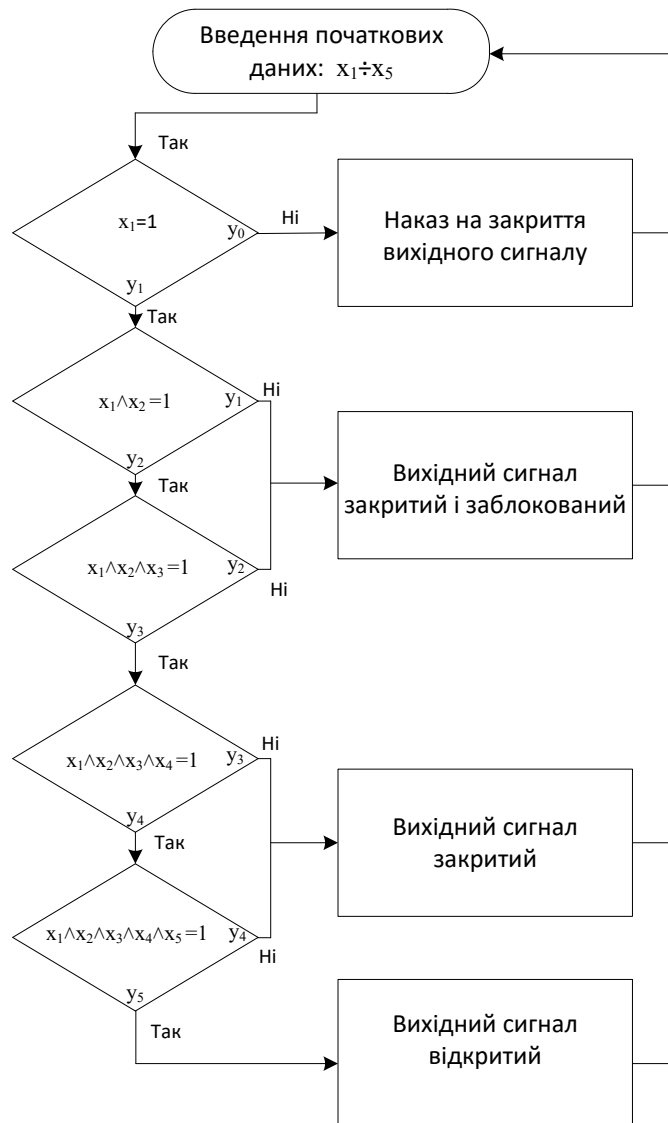 Введення початкових
даних: x₁÷x₅
Так
x₁=1
y₀
Ні
Наказ на закриття
вихідного сигналу
y₁
Так
x₁^x₂=1
y₁
Ні
y₂
Так
Вихідний сигнал
закритий і заблокований
x₁^x₂^x₃=1
y₂
Ні
y₃
Так
x₁^x₂^x₃^x₄=1
y₃
Ні
y₄
Так
Вихідний сигнал
закритий
x₁^x₂^x₃^x₄^x₅=1
y₄
Ні
y₅
Так
Вихідний сигнал
відкритий